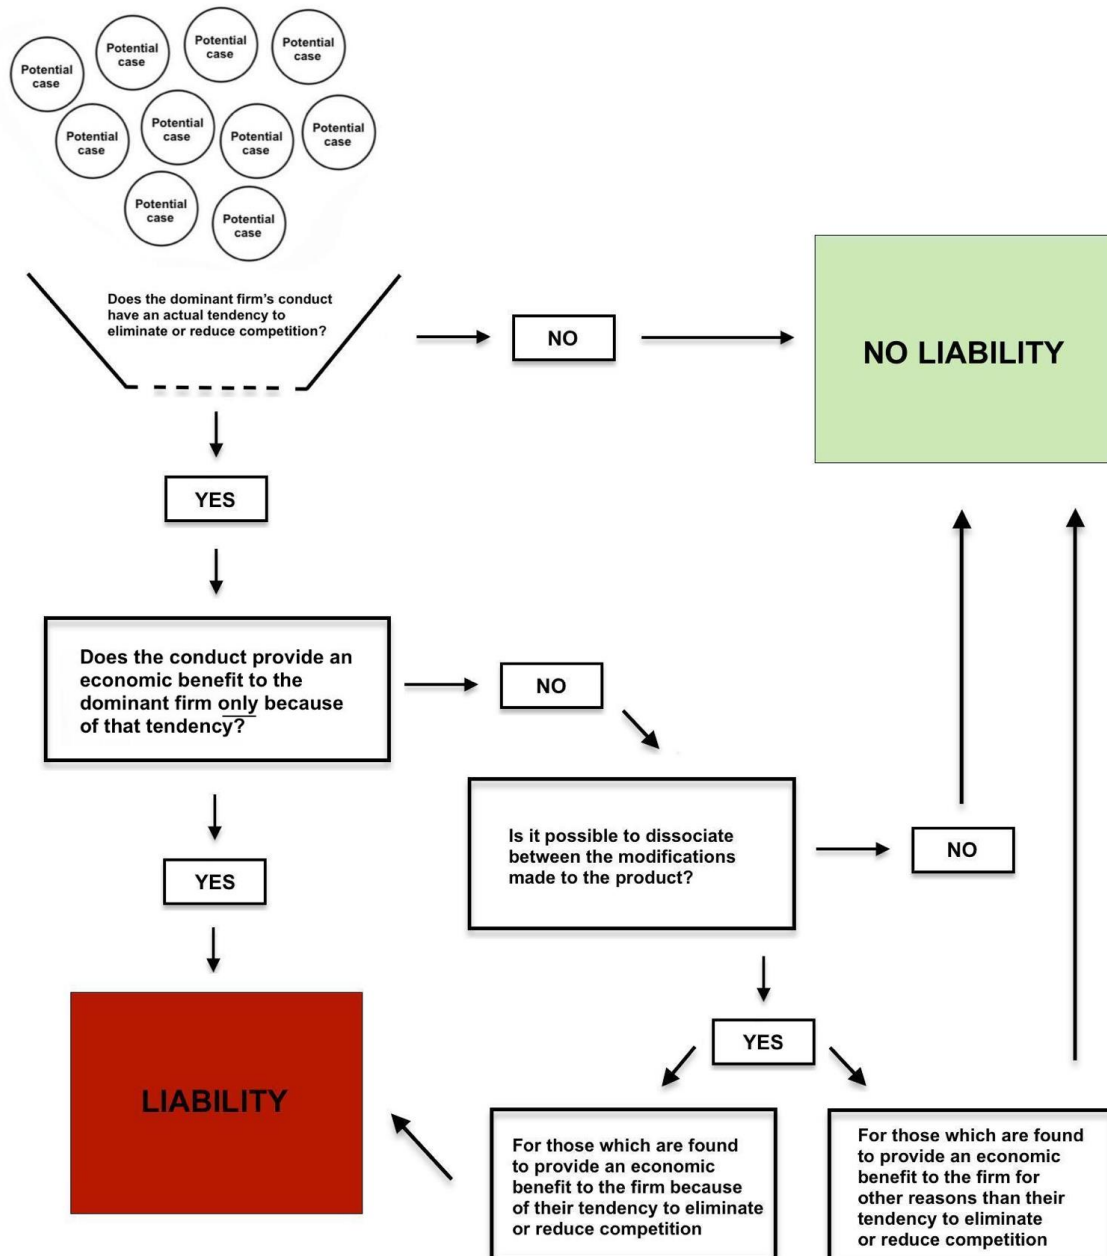 Potential
case
Potential
case
Potential
case
Potential
case
Potential
case
Potential
case
Potential
case
Potential
case
Potential
case
Potential
case
Does the dominant firm's conduct
have an actual tendency to
eliminate or reduce competition?
NO
NO LIABILITY
YES
Does the conduct provide an
economic benefit to the
dominant firm only because
of that tendency?
NO
Is it possible to dissociate
between the modifications
made to the product?
NO
YES
YES
LIABILITY
For those which are found
to provide an economic
benefit to the firm because
of their tendency to eliminate
or reduce competition
For those which are found
to provide an economic
benefit to the firm for
other reasons than their
tendency to eliminate
or reduce competition